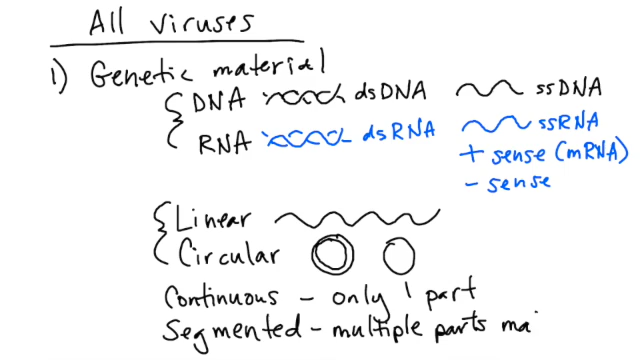 All Viruses
1) Genetic material
DNA dsDNA ssDNA
RNA dsRNA ssRNA
+ sense (mRNA)
- sense
Linear
Circular
Continuous - only 1 part
Segmented - multiple parts ma